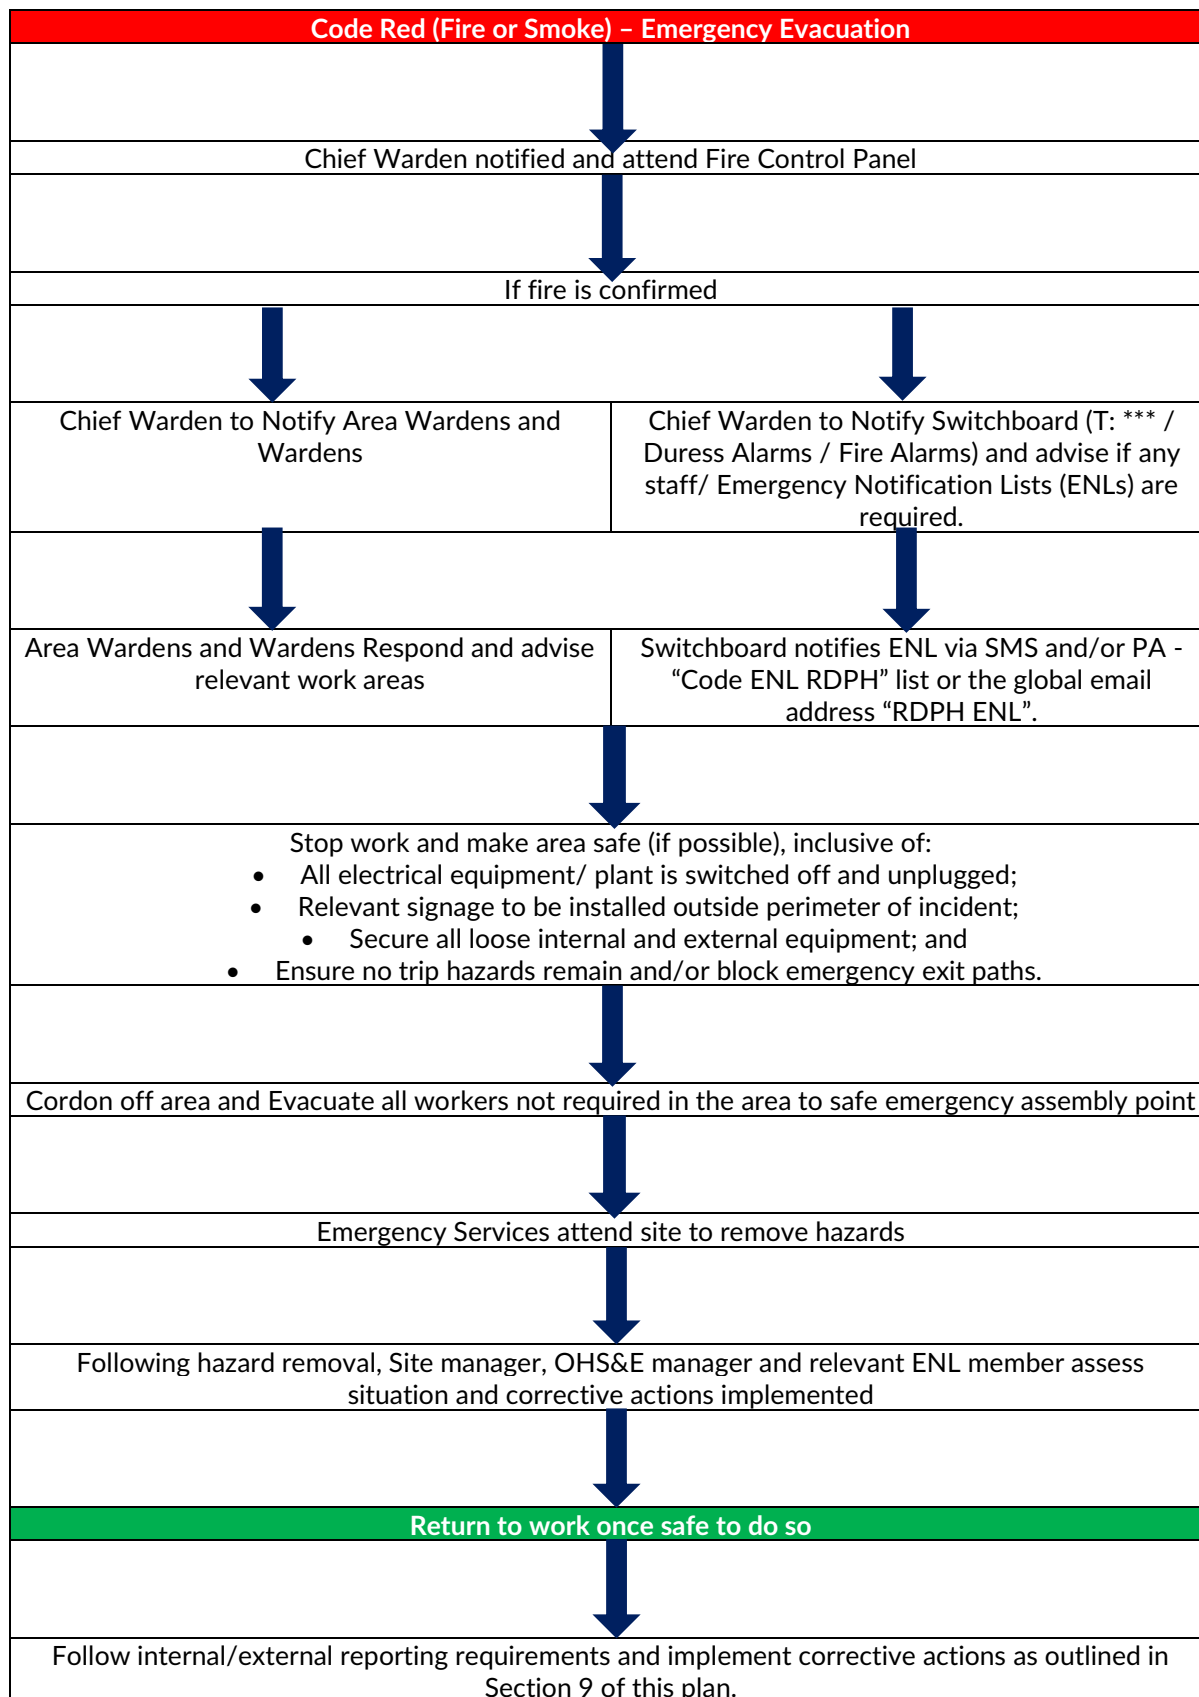 Code Red (Fire or Smoke) – Emergency Evacuation
Chief Warden notified and attend Fire Control Panel
If fire is confirmed
Chief Warden to Notify Area Wardens and
Wardens
Chief Warden to Notify Switchboard (T: *** /
Duress Alarms / Fire Alarms) and advise if any
staff/ Emergency Notification Lists (ENLs) are
required.
Area Wardens and Wardens Respond and advise
relevant work areas
Switchboard notifies ENL via SMS and/or PA -
“Code ENL RDPH” list or the global email
address “RDPH ENL”.
Stop work and make area safe (if possible), inclusive of:
• All electrical equipment/ plant is switched off and unplugged;
• Relevant signage to be installed outside perimeter of incident;
• Secure all loose internal and external equipment; and
• Ensure no trip hazards remain and/or block emergency exit paths.
Cordon off area and Evacuate all workers not required in the area to safe emergency assembly point
Emergency Services attend site to remove hazards
Following hazard removal, Site manager, OHS&E manager and relevant ENL member assess
situation and corrective actions implemented
Return to work once safe to do so
Follow internal/external reporting requirements and implement corrective actions as outlined in
Section 9 of this plan.